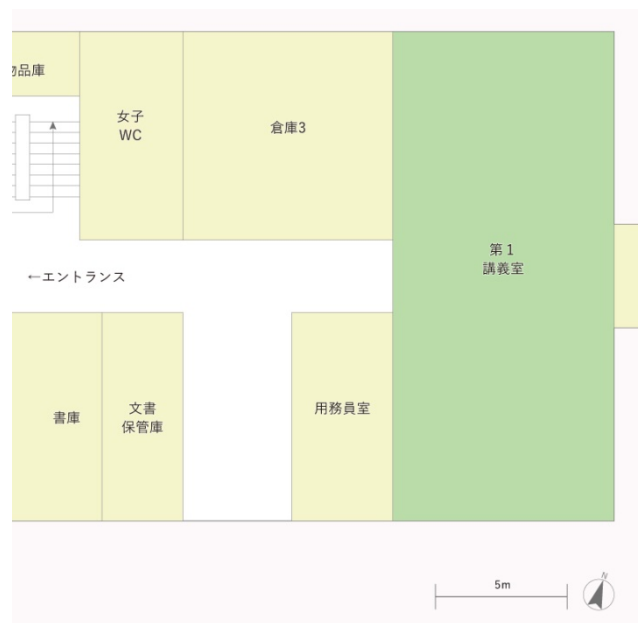 物品庫
女子
WC
倉庫3
第1
講義室
←エントランス
書庫
文書
保管庫
用務員室
5m
N